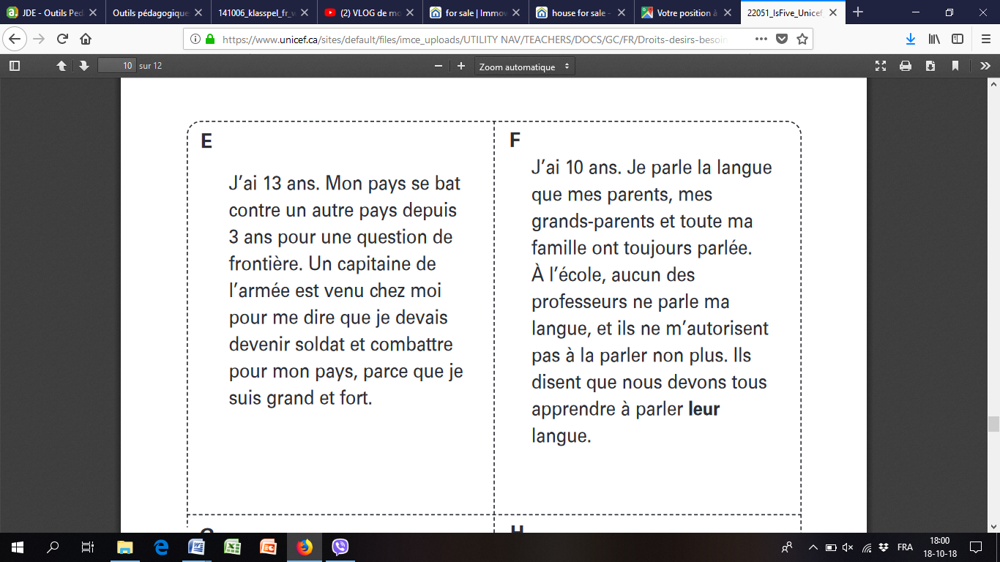 JDE - Outils Ped
Outils pédagogique
141006_klasspel_fr_w
(2) VLOG de mo
for sale | Immow
house for sale -
Votre position à
22051_IsFive_Unicef
https://www.unicef.ca/sites/default/files/imce_uploads/UTILITY NAV/TEACHERS/DOCS/GC/FR/Droits-desirs-besoin
10 sur 12
Zoom automatique
E
J'ai 13 ans. Mon pays se bat
contre un autre pays depuis
3 ans pour une question de
frontière. Un capitaine de
l'armée est venu chez moi
pour me dire que je devais
devenir soldat et combattre
pour mon pays, parce que je
suis grand et fort.
F
J'ai 10 ans. Je parle la langue
que mes parents, mes
grands-parents et toute ma
famille ont toujours parlée.
À l'école, aucun des
professeurs ne parle ma
langue, et ils ne m'autorisent
pas à la parler non plus. Ils
disent que nous devons tous
apprendre à parler leur
langue.
H
FRA
18:00
18-10-18